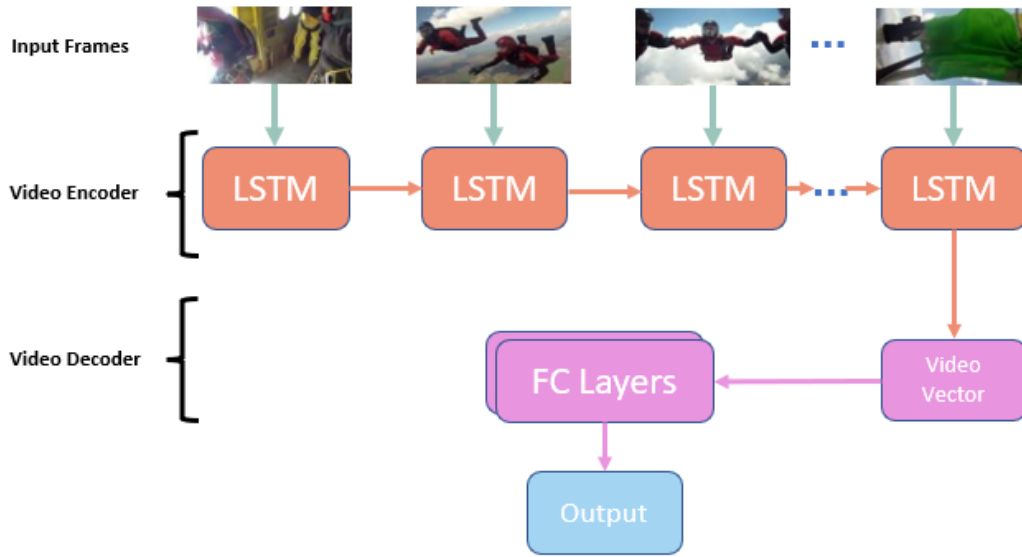 Input Frames
Video Encoder
LSTM
LSTM
LSTM
LSTM
Video Decoder
FC Layers
Video
Vector
Output